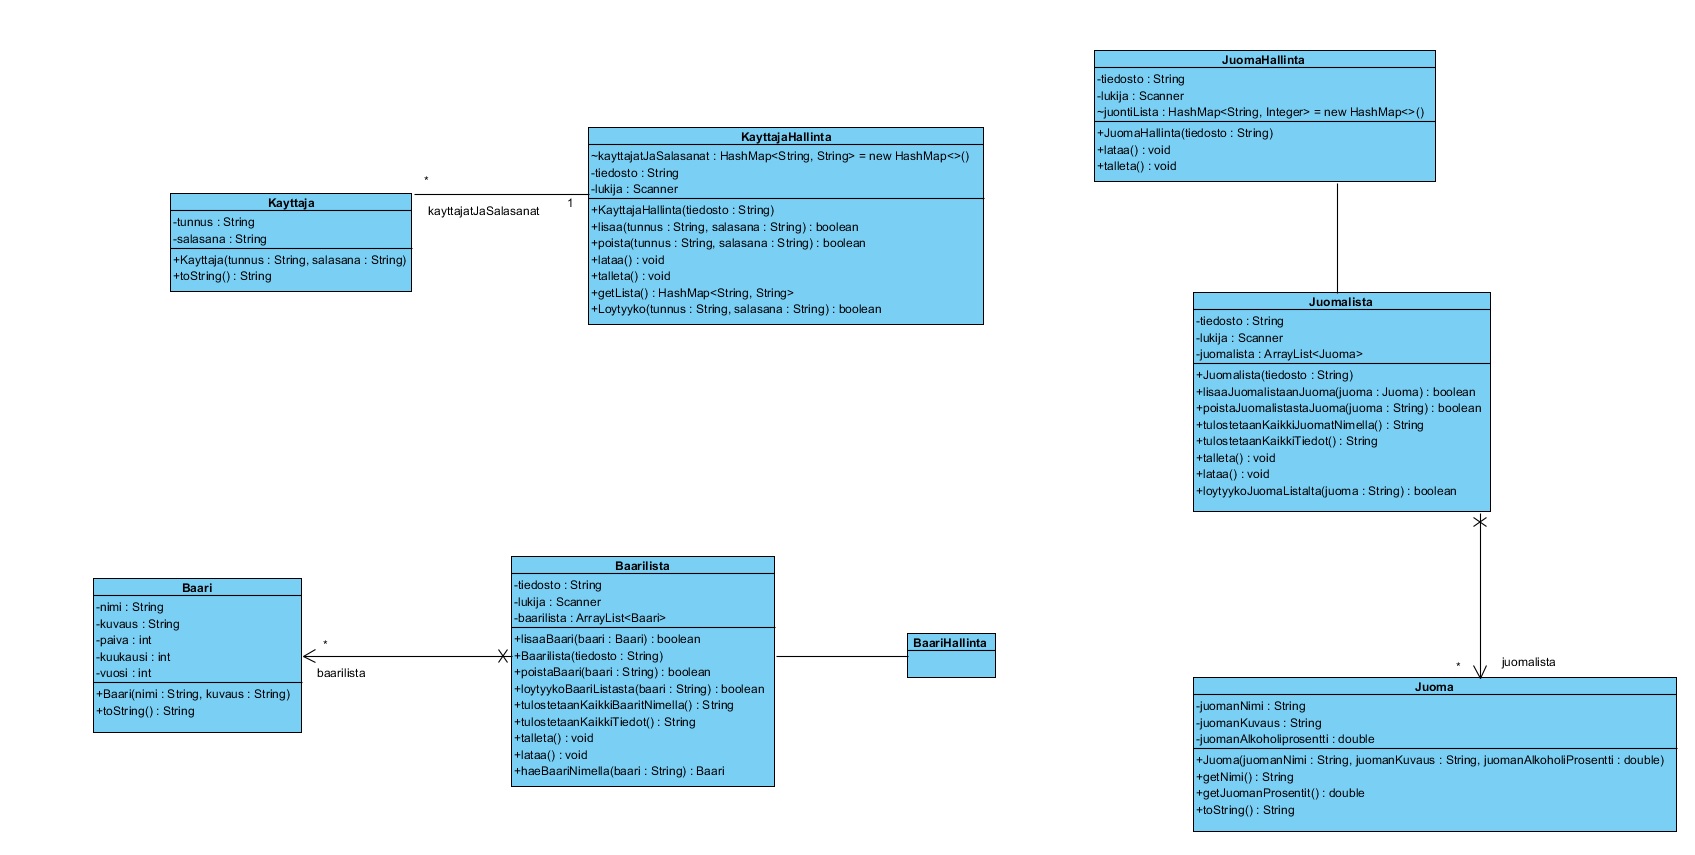 JuomaHallinta
-tiedosto : String
-lukija : Scanner
~juontiLista : HashMap<String, Integer> = new HashMap<>()
+JuomaHallinta(tiedosto : String)
+lataa() : void
+talleta() : void
KayttajaHallinta
~kayttajatJaSalasanat : HashMap<String, String> = new HashMap<>()
-tiedosto : String
-lukija : Scanner
+KayttajaHallinta(tiedosto : String)
+lisaa(tunnus : String, salasana : String) : boolean
+poista(tunnus : String, salasana : String) : boolean
+lataa() : void
+talleta() : void
+getLista() : HashMap<String, String>
+Loytyyko(tunnus : String, salasana : String) : boolean
*
kayttajatJaSalasanat
1
Kayttaja
-tunnus : String
-salasana : String
+Kayttaja(tunnus : String, salasana : String)
+toString() : String
Juomalista
-tiedosto : String
-lukija : Scanner
-juomalista : ArrayList<Juoma>
+Juomalista(tiedosto : String)
+lisaaJuomalistaanJuoma(juoma : Juoma) : boolean
+poistaJuomalistastaJuoma(juoma : String) : boolean
+tulostetaanKaikkiJuomatNimella() : String
+tulostetaanKaikkiTiedot() : String
+talleta() : void
+lataa() : void
+loytyykoJuomaListalta(juoma : String) : boolean
Baari
-nimi : String
-kuvaus : String
-paiva : int
-kuukausi : int
-vuosi : int
+Baari(nimi : String, kuvaus : String)
+toString() : String
*
baarilista
Baarilista
-tiedosto : String
-lukija : Scanner
-baarilista : ArrayList<Baari>
+lisaaBaari(baari : Baari) : boolean
+Baarilista(tiedosto : String)
+poistaBaari(baari : String) : boolean
+loytyykoBaariListasta(baari : String) : boolean
+tulostetaanKaikkiBaaritNimella() : String
+tulostetaanKaikkiTiedot() : String
+talleta() : void
+lataa() : void
+haeBaariNimella(baari : String) : Baari
BaariHallinta
*
juomalista
Juoma
-juomanNimi : String
-juomanKuvaus : String
-juomanAlkoholiprosentti : double
+Juoma(juomanNimi : String, juomanKuvaus : String, juomanAlkoholiProsentti : double)
+getNimi() : String
+getJuomanProsentit() : double
+toString() : String